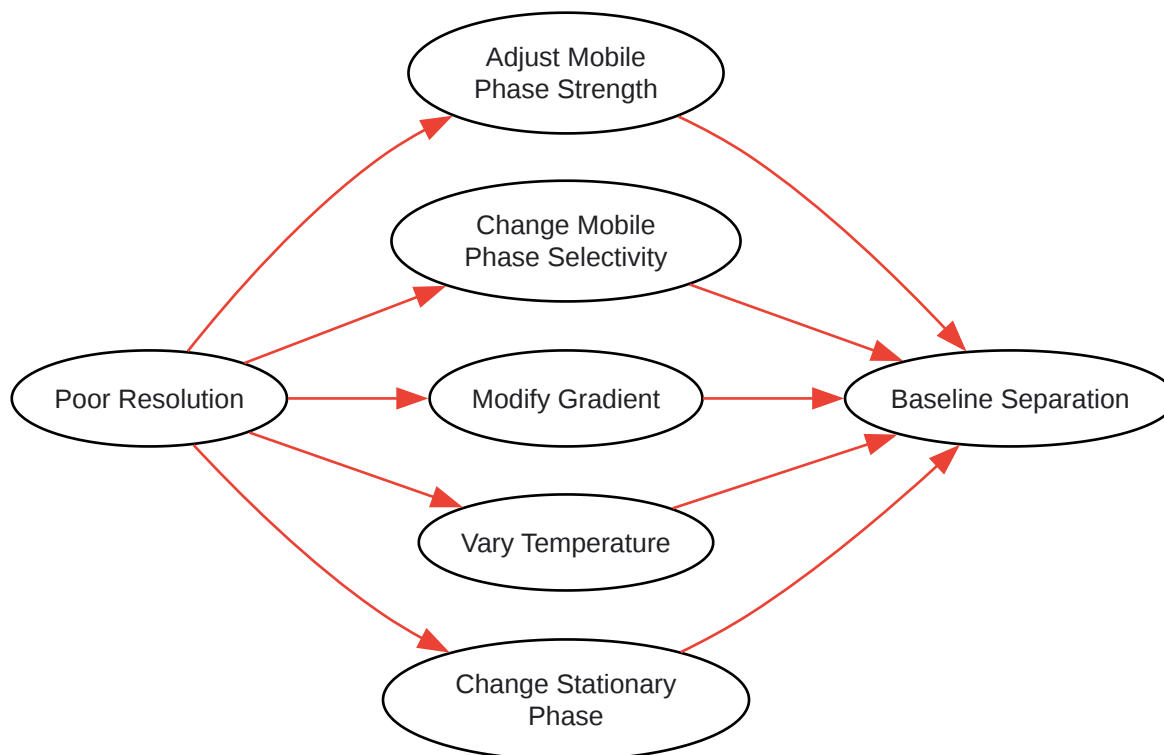 Adjust Mobile
Phase Strength
Change Mobile
Phase Selectivity
Poor Resolution
Modify Gradient
Baseline Separation
Vary Temperature
Change Stationary
Phase